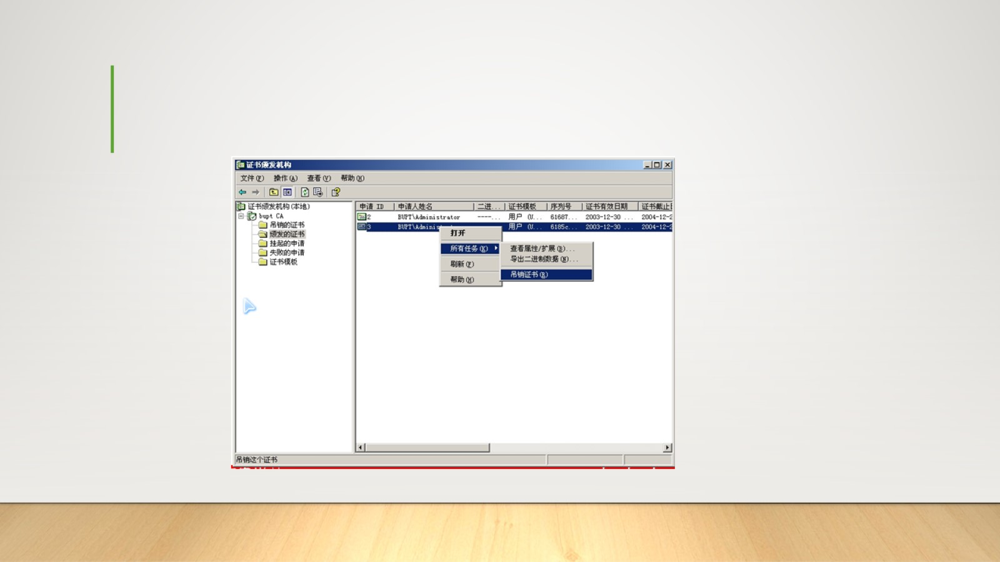 证书颁发机构
文件(F) 操作(A) 查看(V) 帮助(H)
证书颁发机构(本地)
bupt CA
吊销的证书
颁发的证书
挂起的申请
失败的申请
证书模板
申请 ID 申请人姓名 二进... 证书模板 序列号 证书有效日期 证书截止日
2 BUPT\Administrator ----... 用户 (U... 61687... 2003-12-30 ... 2004-12-2
3 BUPT\Adminis 用户 (U... 6185c... 2003-12-30 ... 2004-12-2
打开
所有任务(K)
刷新(F)
帮助(H)
查看属性/扩展(B)...
导出二进制数据(N)...
吊销证书(R)
吊销这个证书